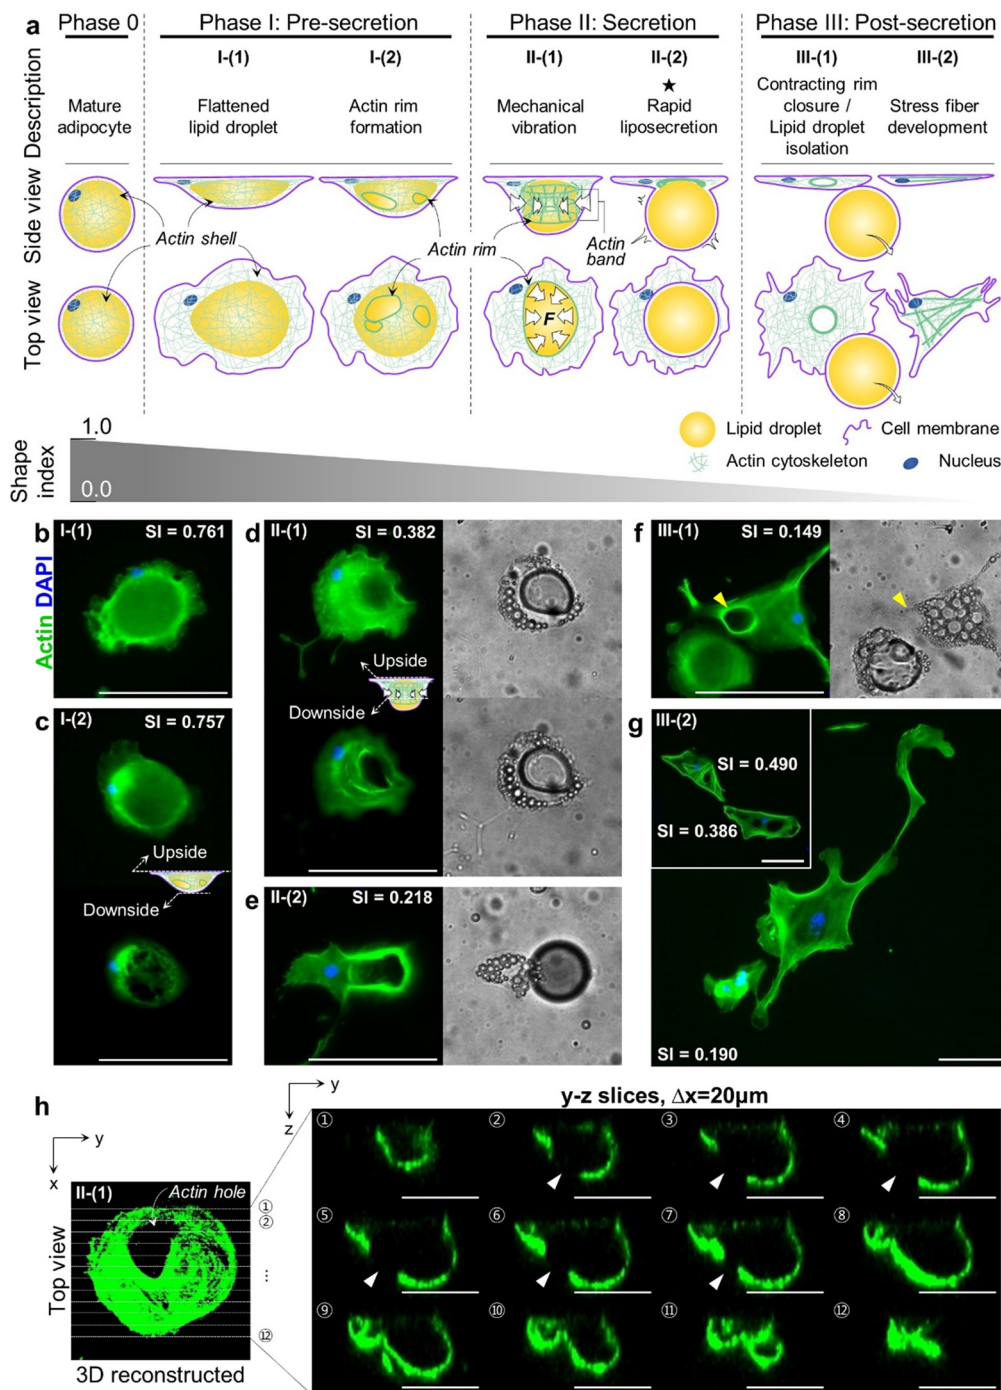 a
Phase 0
Phase I: Pre-secretion
Phase II: Secretion
Phase III: Post-secretion
I-(1)
I-(2)
II-(1)
II-(2)
III-(1)
III-(2)
★
Description
Mature
adipocyte
Flattened
lipid droplet
Actin rim
formation
Mechanical
vibration
Rapid
liposecretion
Contracting rim
closure /
Lipid droplet
isolation
Stress fiber
development
Side view
Actin shell
Actin rim
Actin
band
Top view
F
Shape
index
1.0
0.0
Lipid droplet
Cell membrane
Actin cytoskeleton
Nucleus
Actin DAPI
b
I-(1)
SI = 0.761
c
I-(2)
SI = 0.757
Upside
Downside
d
II-(1)
SI = 0.382
Upside
Downside
e
II-(2)
SI = 0.218
f
III-(1)
SI = 0.149
g
III-(2)
SI = 0.490
SI = 0.386
SI = 0.190
h
y
x
II-(1)
Actin hole
Top view
①
②
⋮
⑫
3D reconstructed
y
z
y-z slices, Δx=20μm
① ② ③ ④
⑤ ⑥ ⑦ ⑧
⑨ ⑩ ⑪ ⑫